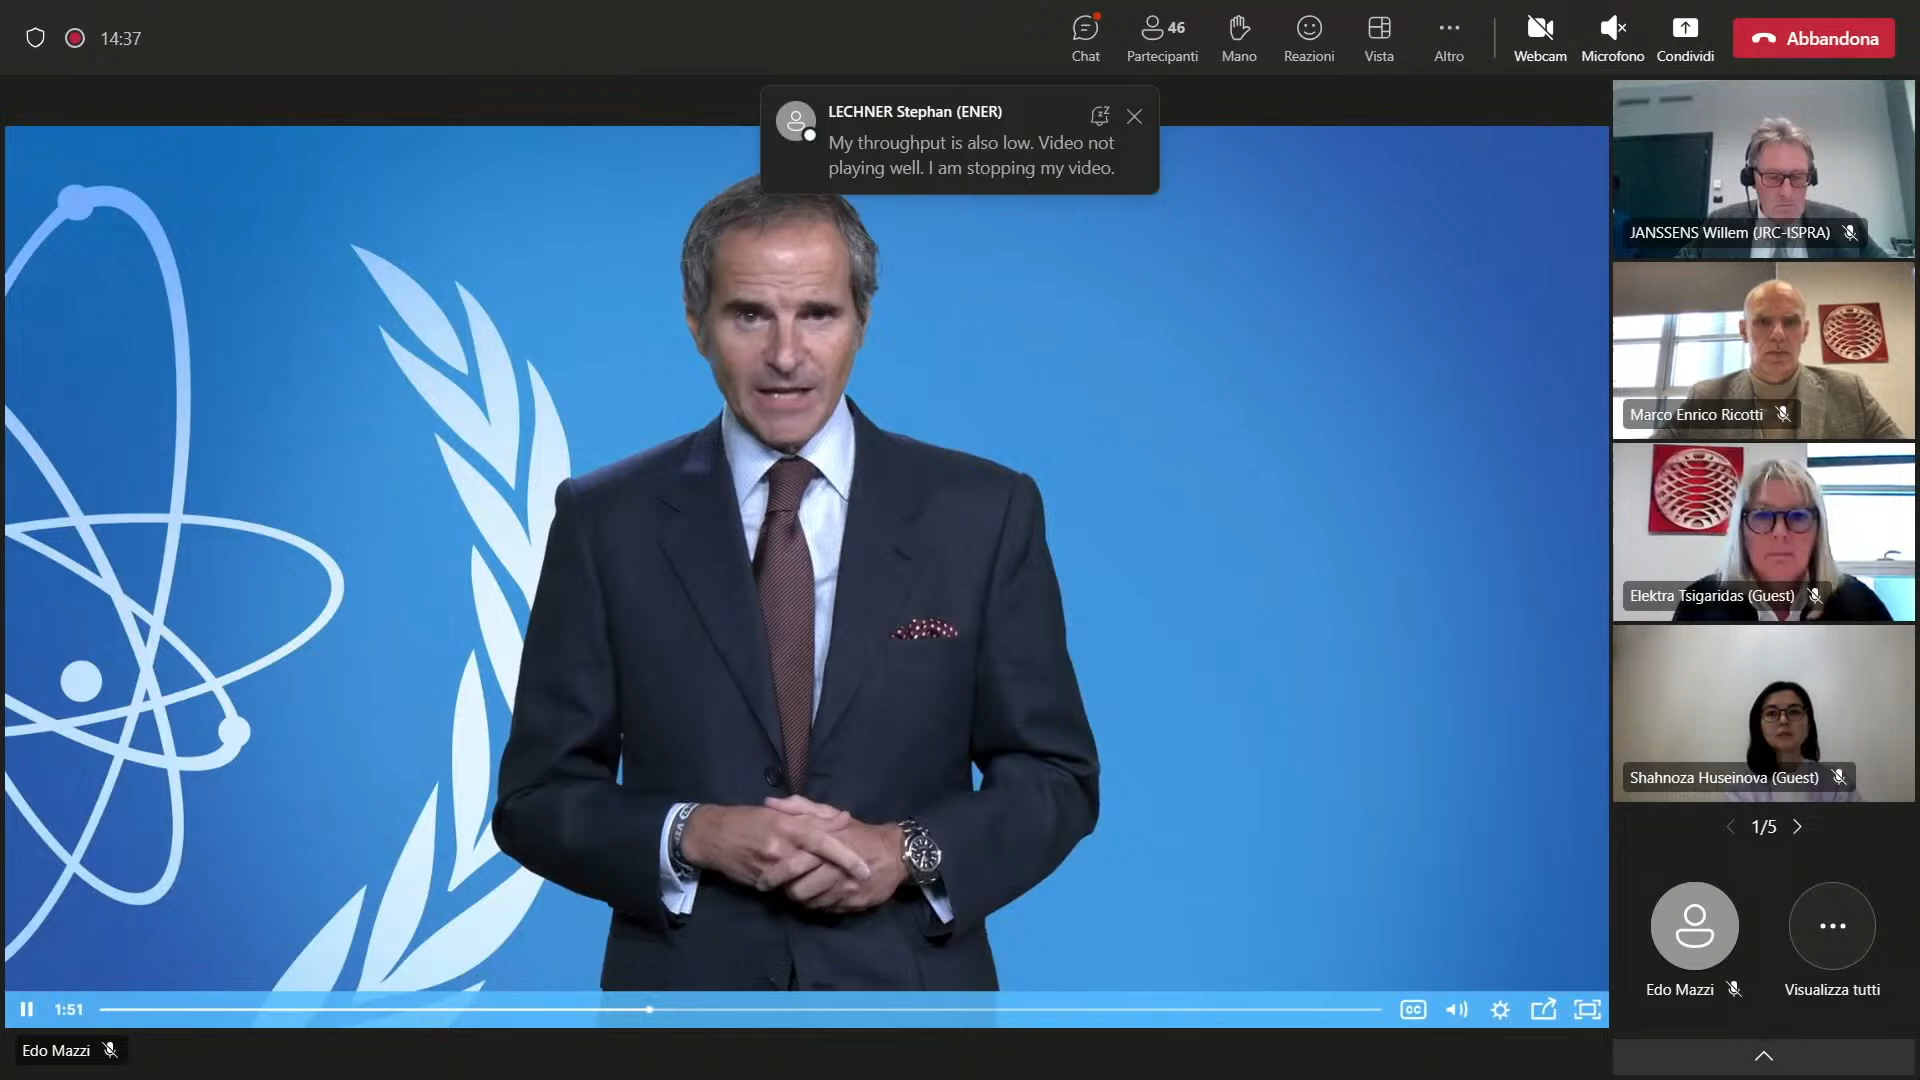 14:37
Chat
46
Partecipanti
Mano
Reazioni
Vista
Altro
Webcam
Microfono
Condividi
Abbandona
LECHNER Stephan (ENER)
My throughput is also low. Video not
playing well. I am stopping my video.
JANSSENS Willem (JRC-ISPRA)
Marco Enrico Ricotti
Elektra Tsigaridas (Guest)
Shahnoza Huseinova (Guest)
1/5
Edo Mazzi
Visualizza tutti
1:51
CC
Edo Mazzi